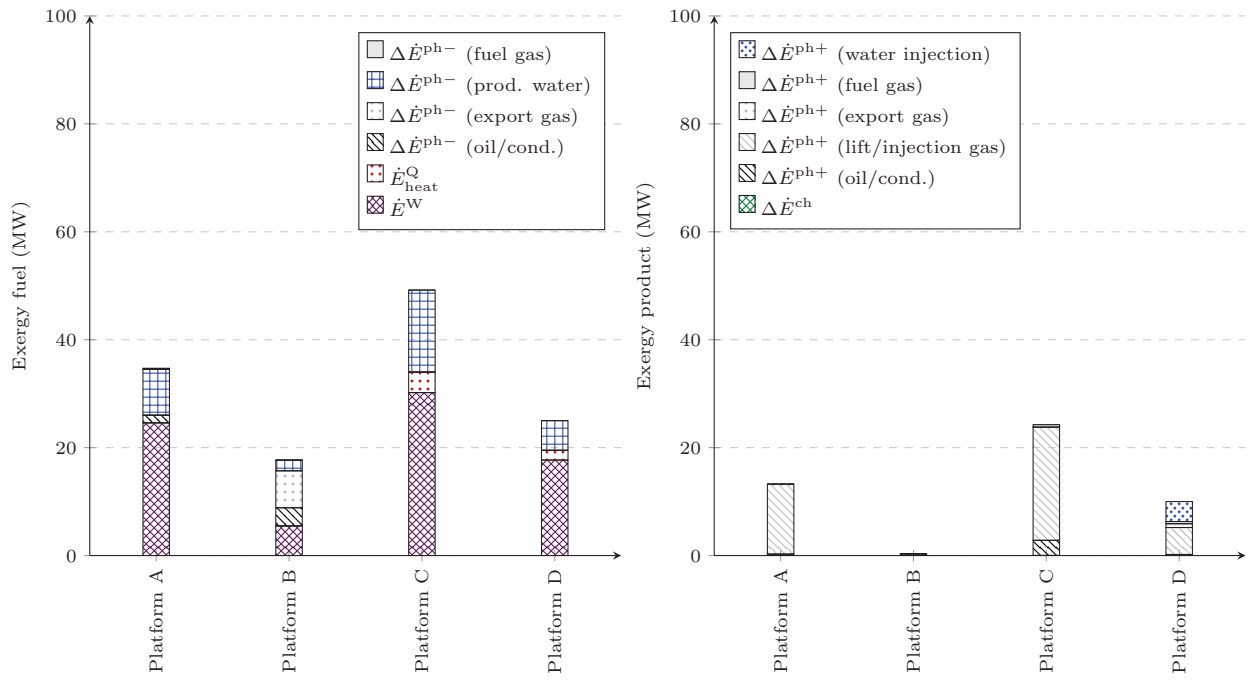 Exergy fuel (MW)
100
80
60
40
20
0
ΔĖ^ph− (fuel gas)
ΔĖ^ph− (prod. water)
ΔĖ^ph− (export gas)
ΔĖ^ph− (oil/cond.)
Ė^Q_heat
Ė^W
Platform A
Platform B
Platform C
Platform D
Exergy product (MW)
100
80
60
40
20
0
ΔĖ^ph+ (water injection)
ΔĖ^ph+ (fuel gas)
ΔĖ^ph+ (export gas)
ΔĖ^ph+ (lift/injection gas)
ΔĖ^ph+ (oil/cond.)
ΔĖ^ch
Platform A
Platform B
Platform C
Platform D